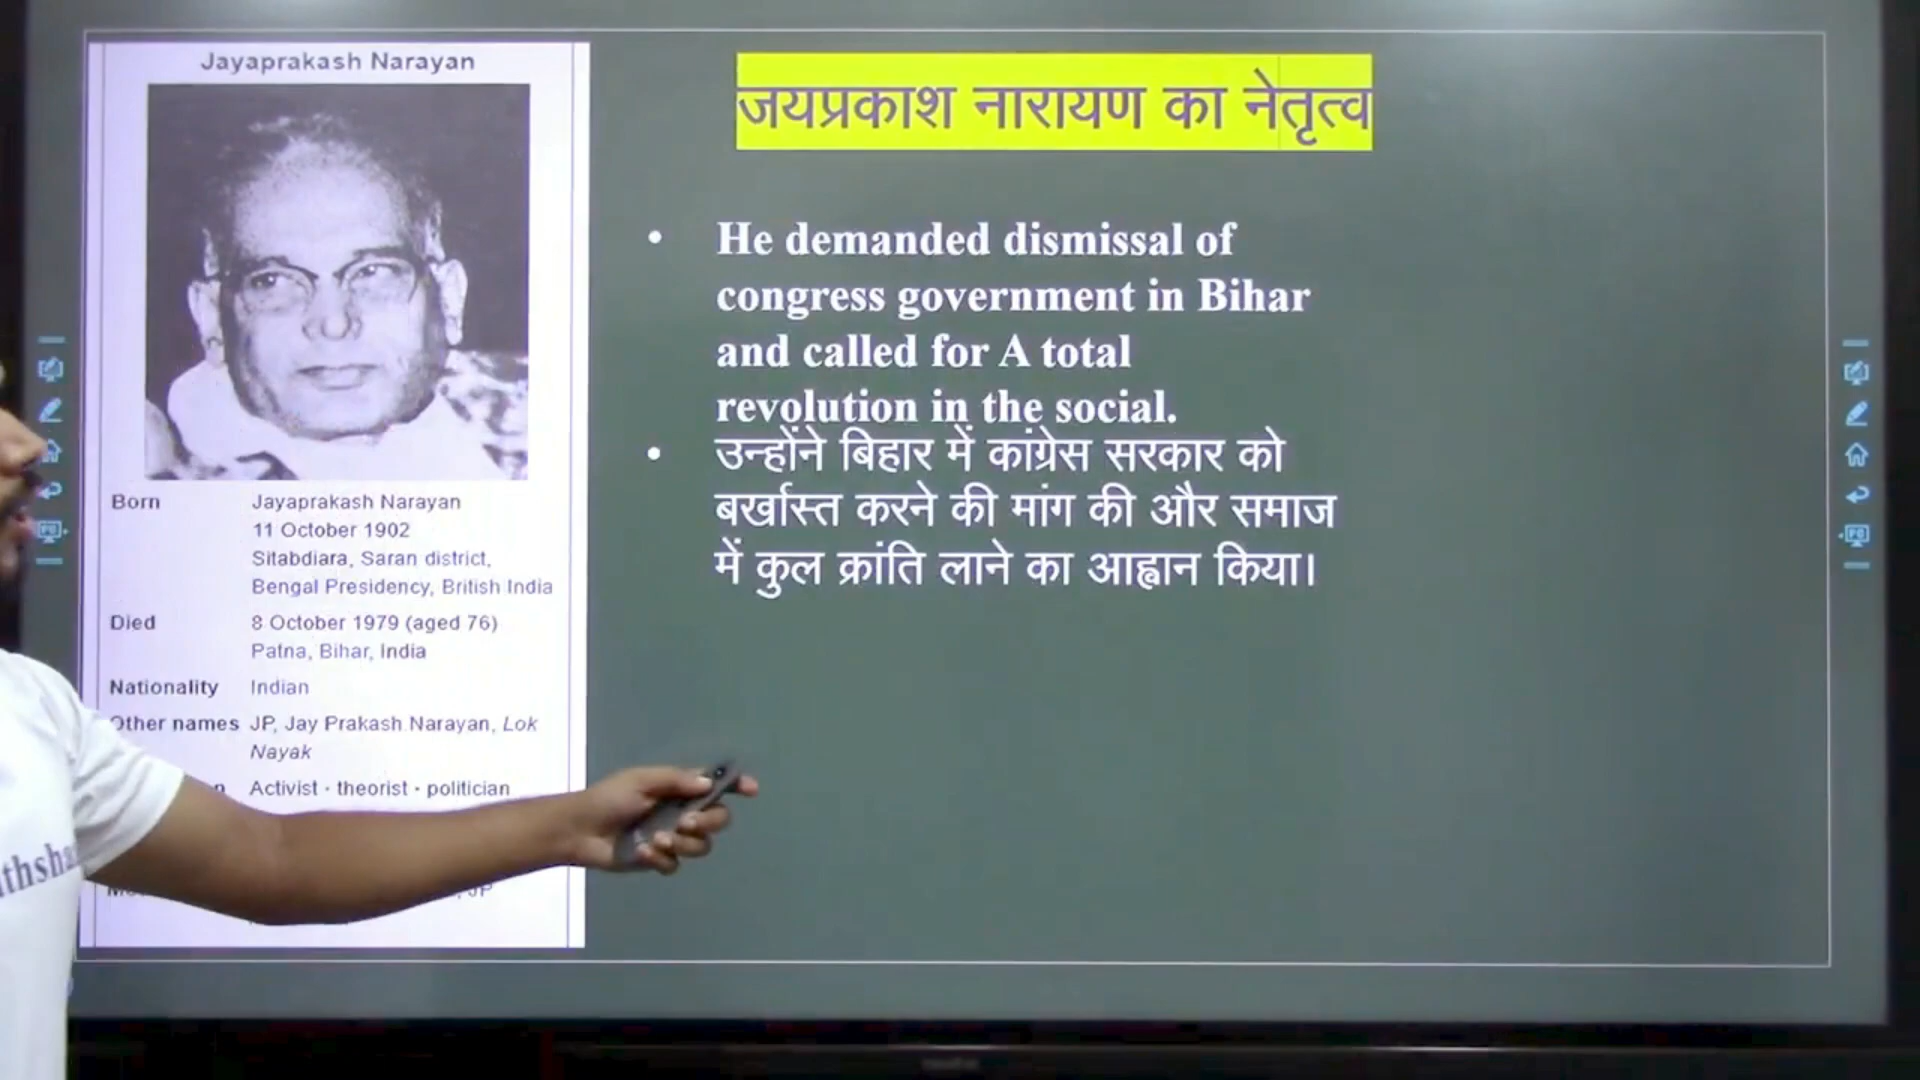 Jayaprakash Narayan
Born Jayaprakash Narayan
11 October 1902
Sitabdiara, Saran district,
Bengal Presidency, British India
Died 8 October 1979 (aged 76)
Patna, Bihar, India
Nationality Indian
Other names JP, Jay Prakash Narayan, Lok
Nayak
Activist · theorist · politician
JP
जयप्रकाश नारायण का नेतृत्व
• He demanded dismissal of
congress government in Bihar
and called for A total
revolution in the social.
• उन्होंने बिहार में कांग्रेस सरकार को
बर्खास्त करने की मांग की और समाज
में कुल क्रांति लाने का आह्वान किया।